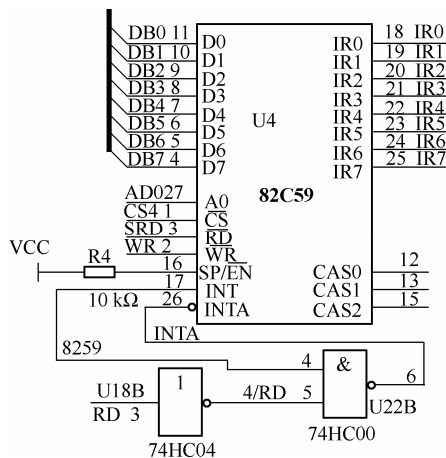 DB0 11 D0 IR0 18 IR0
DB1 10 D1 IR1 19 IR1
DB2 9 D2 IR2 20 IR2
DB3 8 D3 IR3 21 IR3
DB4 7 D4 U4 IR4 22 IR4
DB5 6 D5 IR5 23 IR5
DB6 5 D6 IR6 24 IR6
DB7 4 D7 IR7 25 IR7
82C59
AD027 A0
CS4 1 CS
SRD 3 RD
WR 2 WR
VCC R4 16 SP/EN CAS0 12
10 kΩ 17 INT CAS1 13
26 INTA CAS2 15
INTA
8259 4 &
6
U18B 1 4/RD 5 U22B
RD 3
74HC04 74HC00